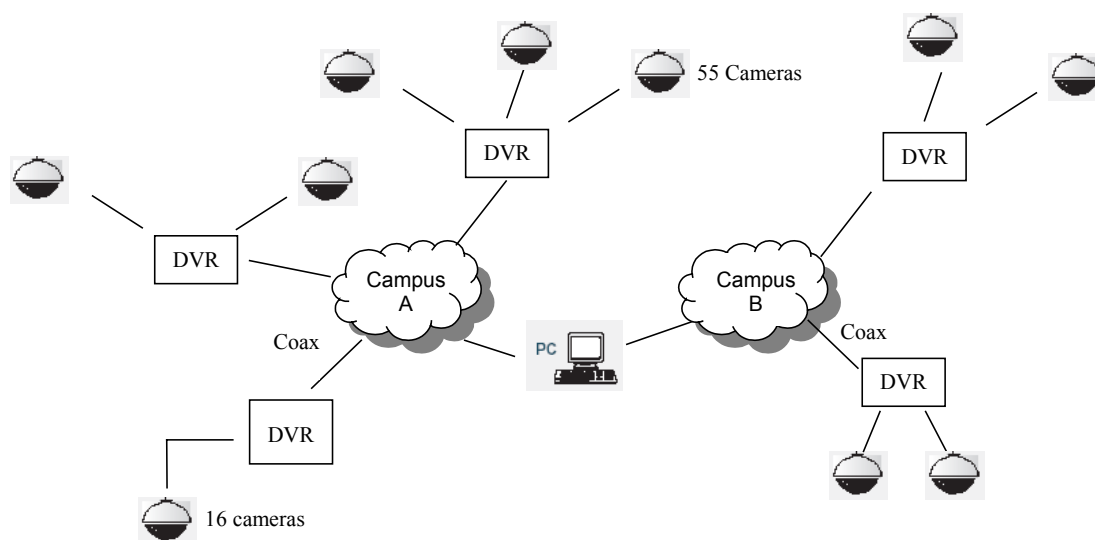 55 Cameras
DVR
DVR
DVR
Campus
A
Campus
B
Coax
PC
Coax
DVR
DVR
16 cameras